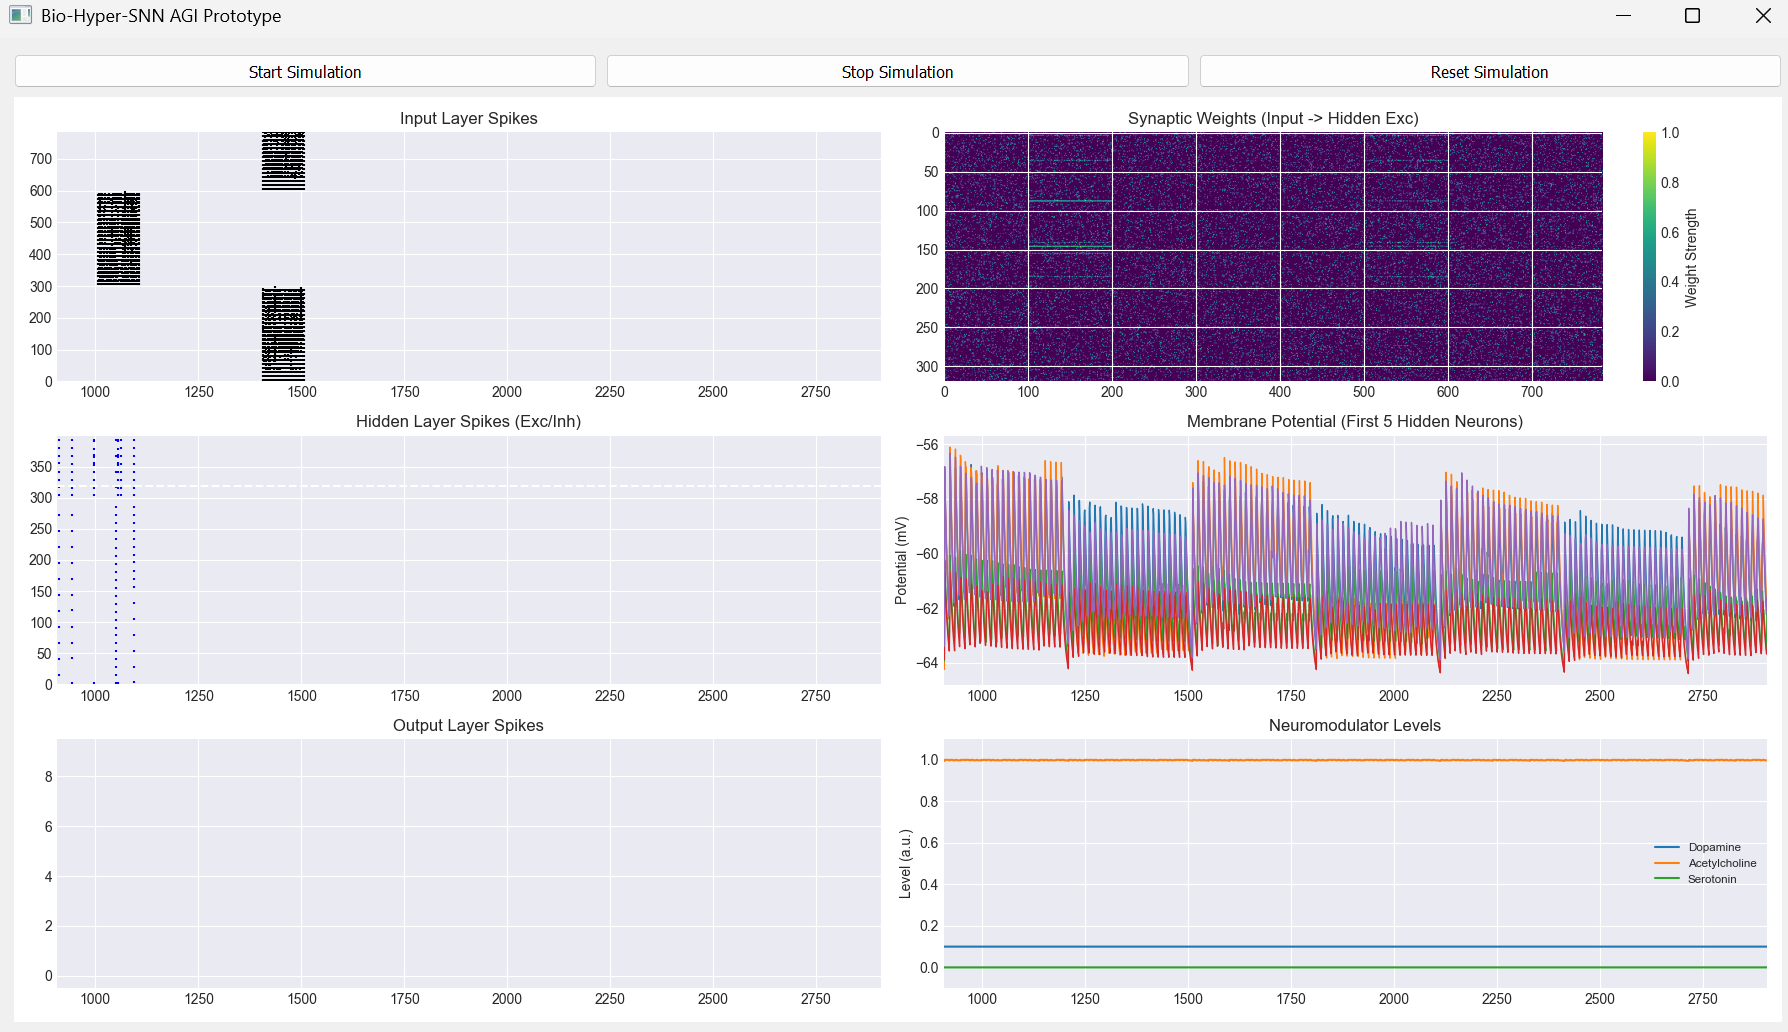 Bio-Hyper-SNN AGI Prototype
Start Simulation
Stop Simulation
Reset Simulation
Input Layer Spikes
700
600
500
400
300
200
100
0
1000 1250 1500 1750 2000 2250 2500 2750
Synaptic Weights (Input -> Hidden Exc)
0
50
100
150
200
250
300
0 100 200 300 400 500 600 700
1.0
0.8
0.6
0.4
0.2
0.0
Weight Strength
Hidden Layer Spikes (Exc/Inh)
350
300
250
200
150
100
50
0
1000 1250 1500 1750 2000 2250 2500 2750
Membrane Potential (First 5 Hidden Neurons)
Potential (mV)
−56
−58
−60
−62
−64
1000 1250 1500 1750 2000 2250 2500 2750
Output Layer Spikes
8
6
4
2
0
1000 1250 1500 1750 2000 2250 2500 2750
Neuromodulator Levels
Level (a.u.)
1.0
0.8
0.6
0.4
0.2
0.0
Dopamine
Acetylcholine
Serotonin
1000 1250 1500 1750 2000 2250 2500 2750